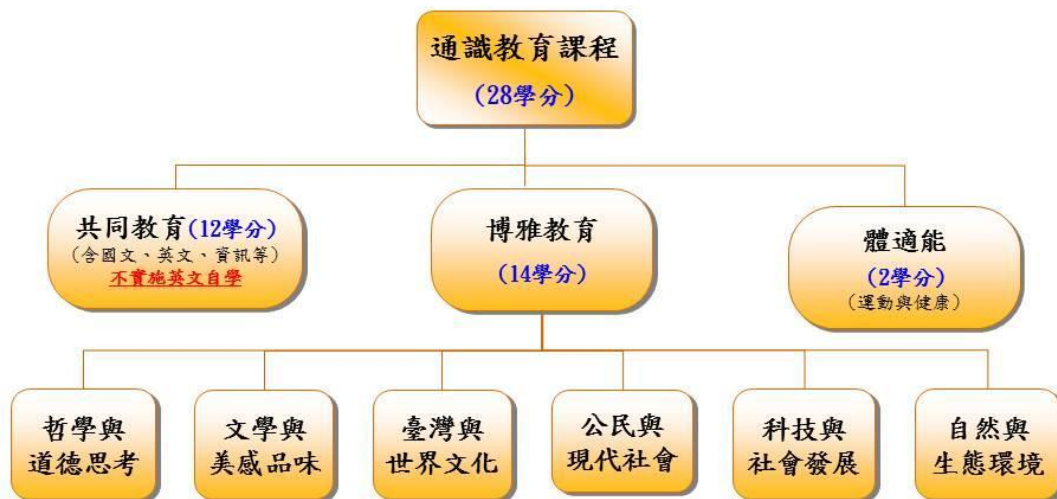 通識教育課程
(28學分)
共同教育(12學分)
(含國文、英文、資訊等)
不實施英文自學
博雅教育
(14學分)
體適能
(2學分)
(運動與健康)
哲學與
道德思考
文學與
美感品味
臺灣與
世界文化
公民與
現代社會
科技與
社會發展
自然與
生態環境